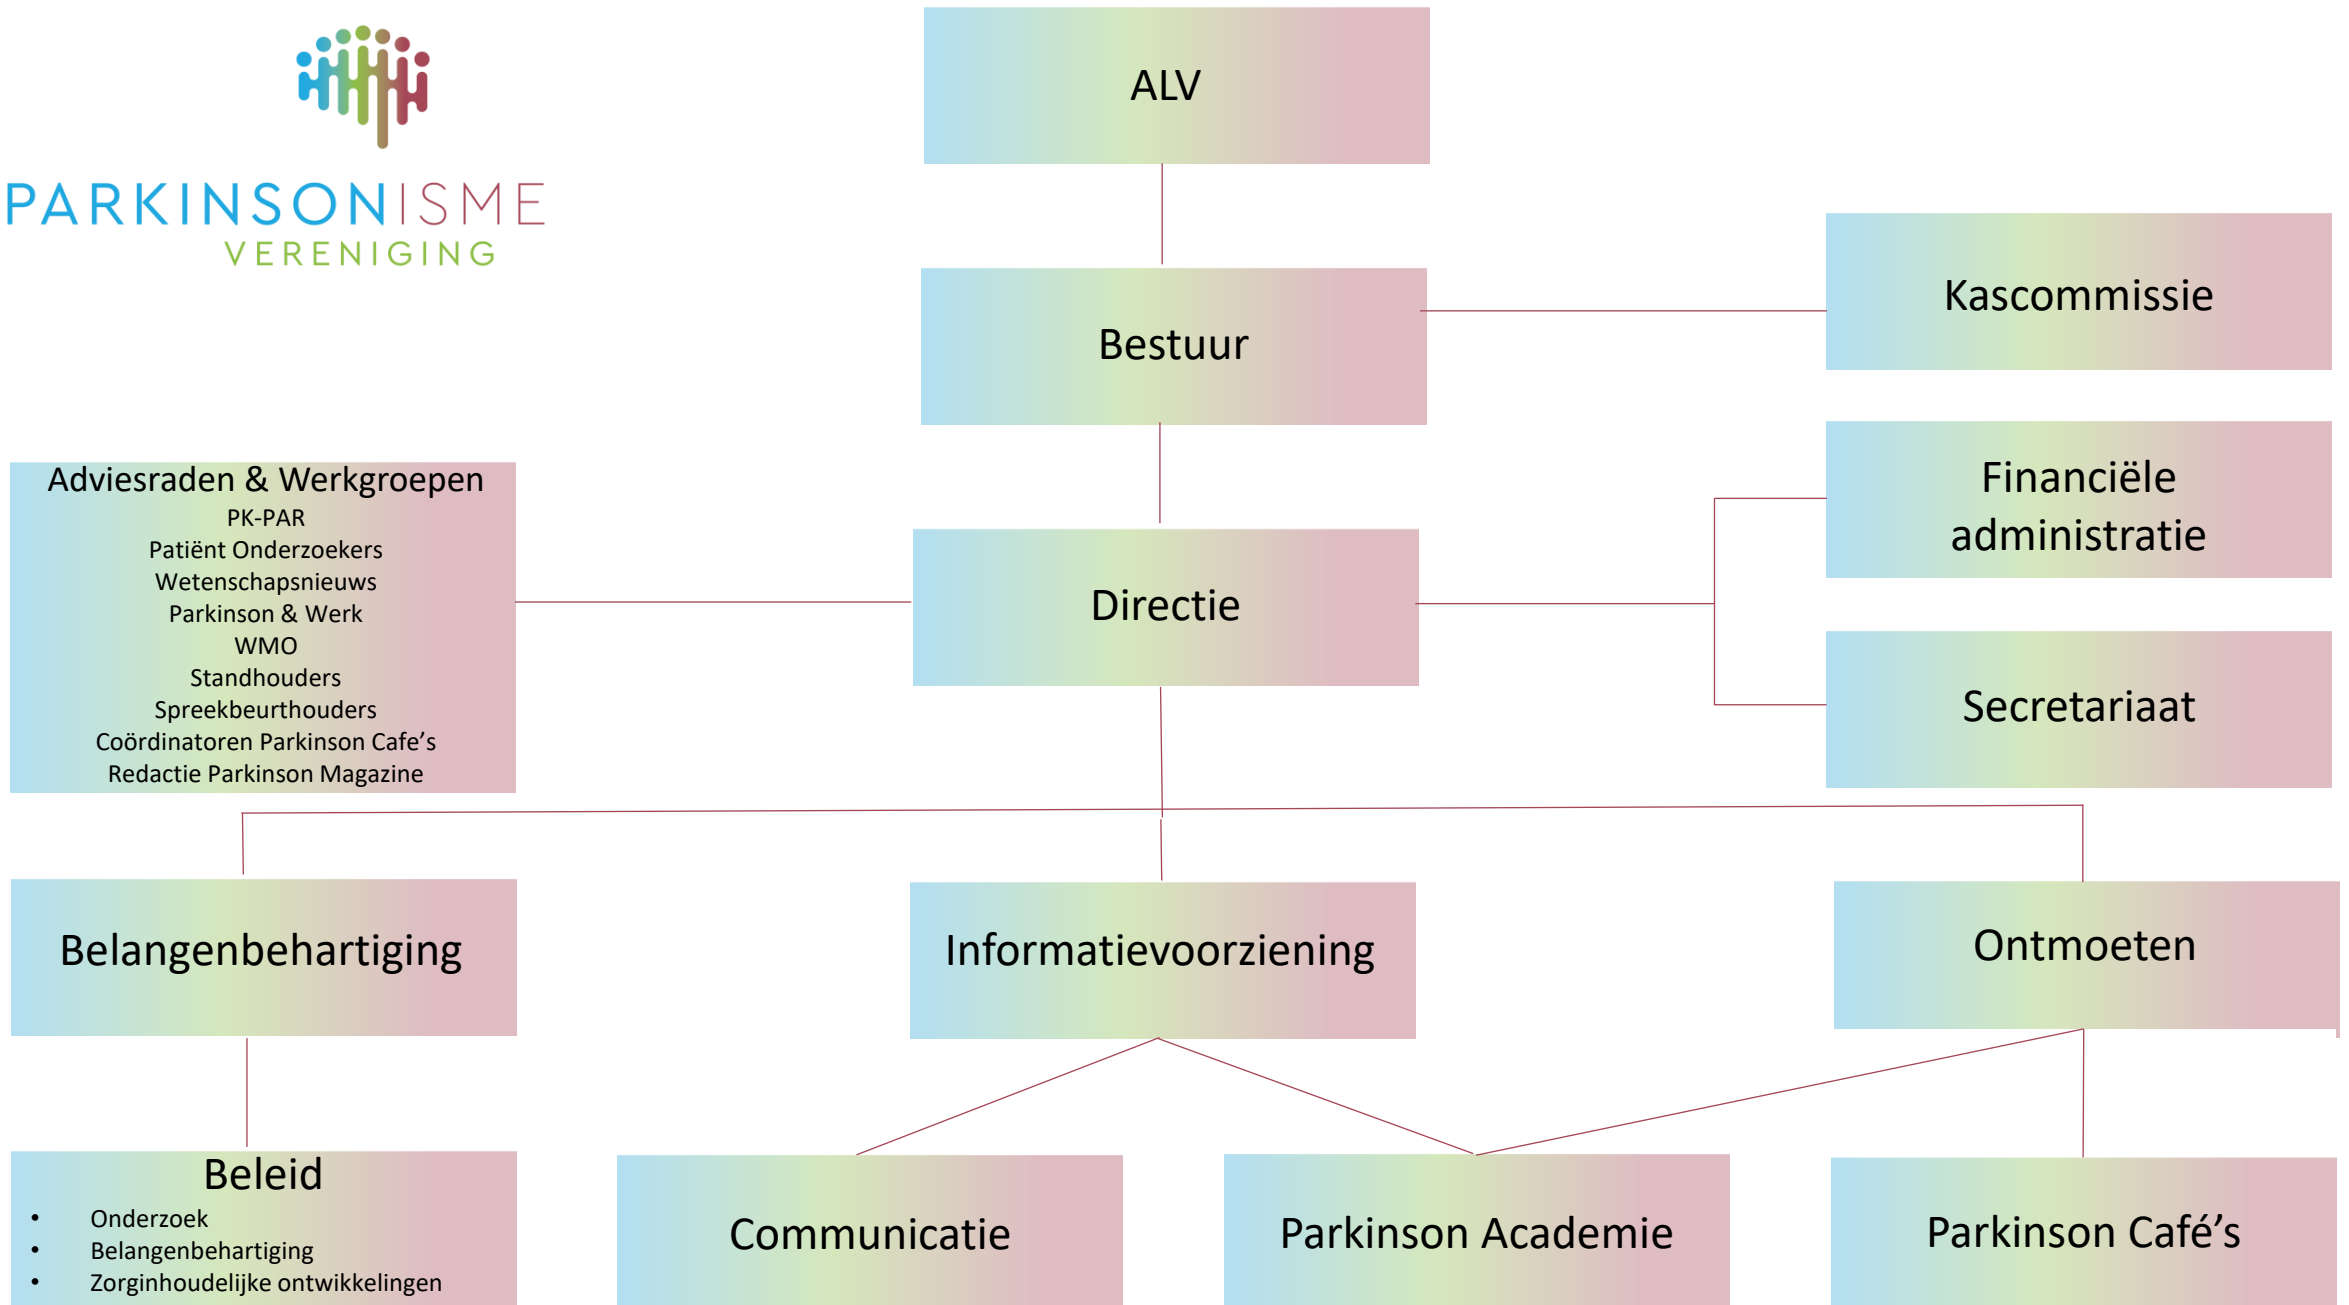 PARKINSONISME
VERENIGING
ALV
Bestuur
Kascommissie
Adviesraden & Werkgroepen
PK-PAR
Patiënt Onderzoekers
Wetenschapsnieuws
Parkinson & Werk
WMO
Standhouders
Spreekbeurthouders
Coördinatoren Parkinson Cafe’s
Redactie Parkinson Magazine
Directie
Financiële
administratie
Secretariaat
Belangenbehartiging
Informatievoorziening
Ontmoeten
Beleid
• Onderzoek
• Belangenbehartiging
• Zorginhoudelijke ontwikkelingen
Communicatie
Parkinson Academie
Parkinson Café’s